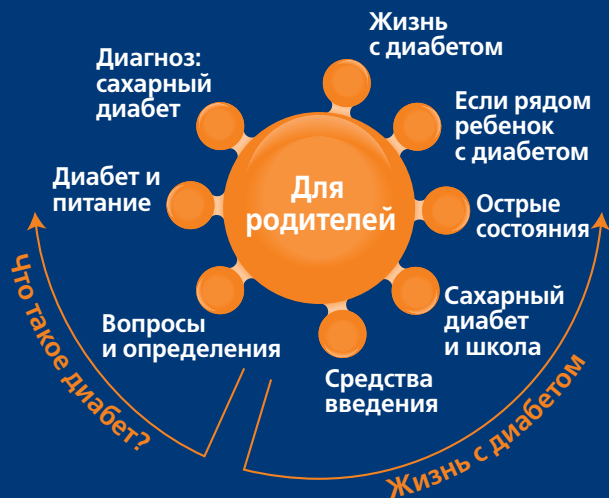 Жизнь
с диабетом
Диагноз:
сахарный
диабет
Если рядом
ребенок
с диабетом
Диабет и
питание
Для
родителей
Острые
состояния
Вопросы
и определения
Сахарный
диабет
и школа
Средства
введения
Что такое диабет?
Жизнь с диабетом